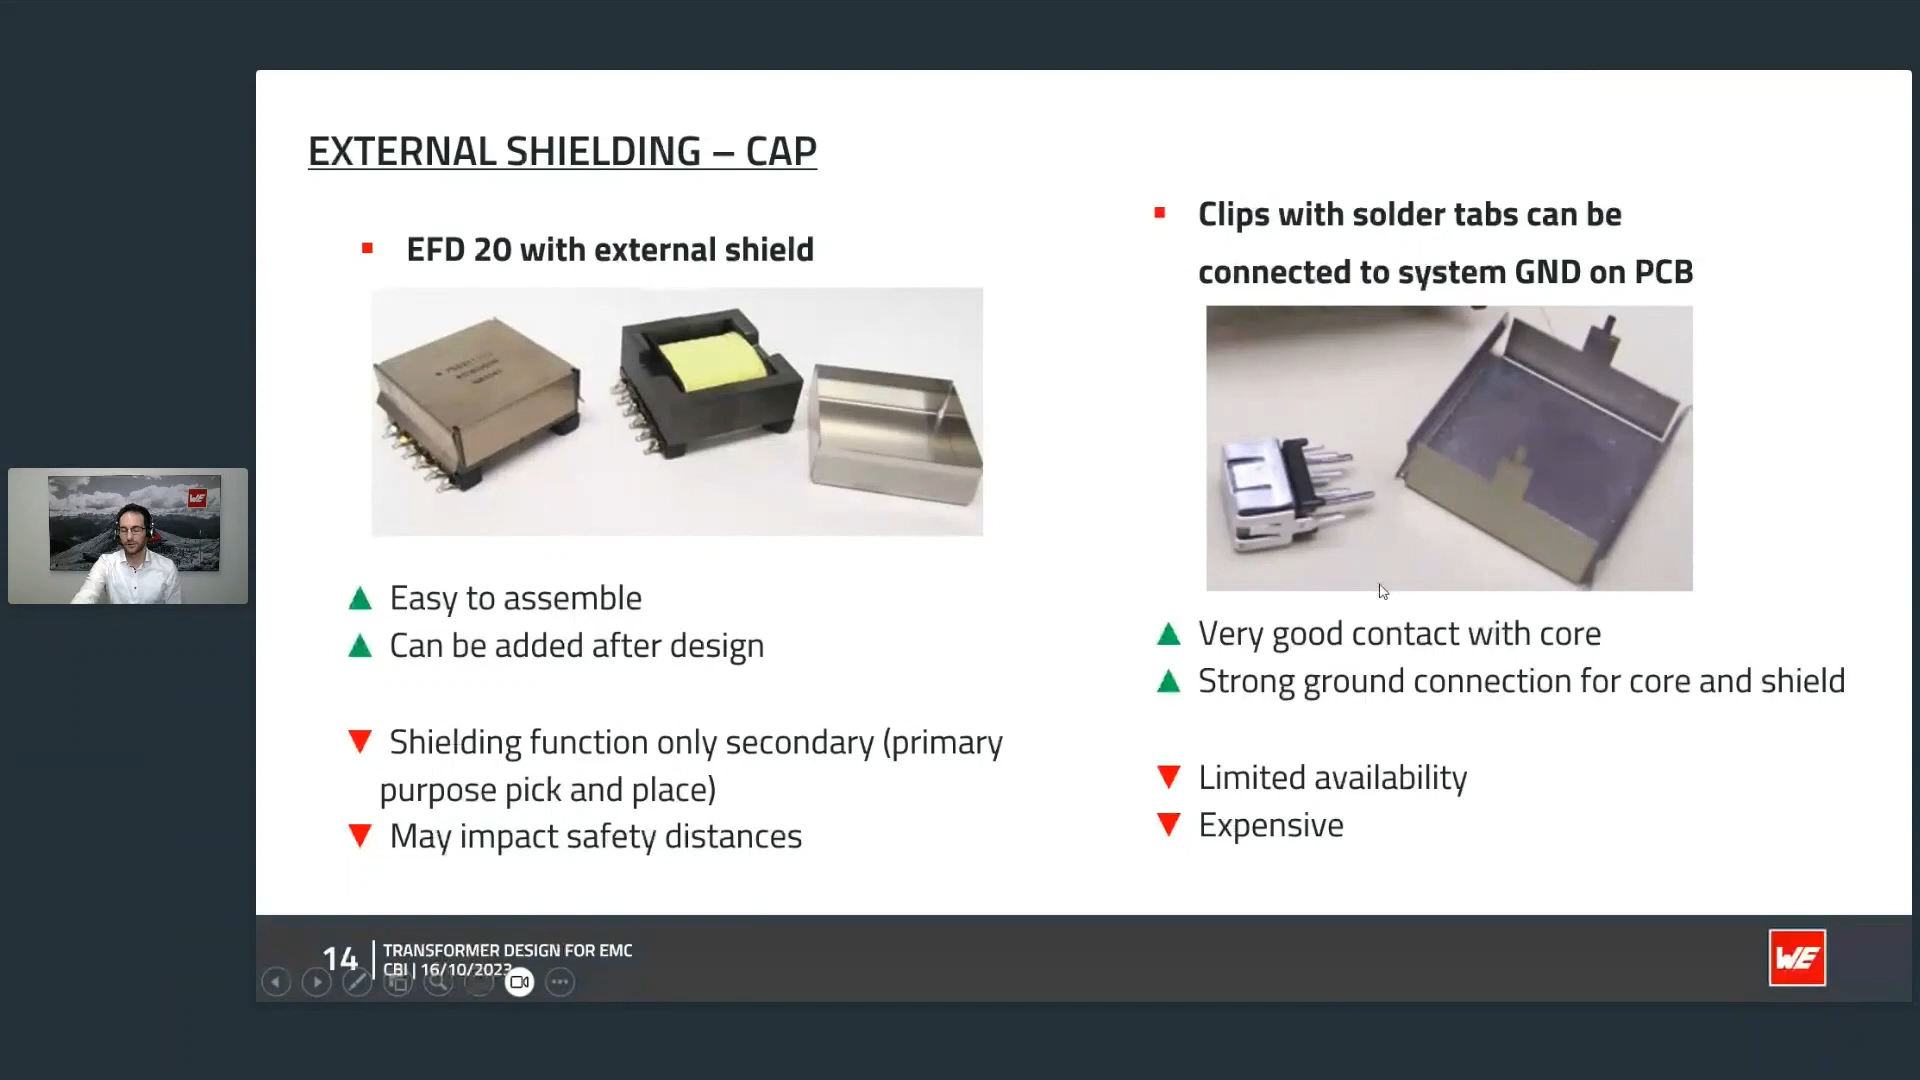 EXTERNAL SHIELDING – CAP
EFD 20 with external shield
Easy to assemble
Can be added after design
Shielding function only secondary (primary
purpose pick and place)
May impact safety distances
Clips with solder tabs can be
connected to system GND on PCB
Very good contact with core
Strong ground connection for core and shield
Limited availability
Expensive
14
TRANSFORMER DESIGN FOR EMC
CBI | 16/10/2023
WE
WE